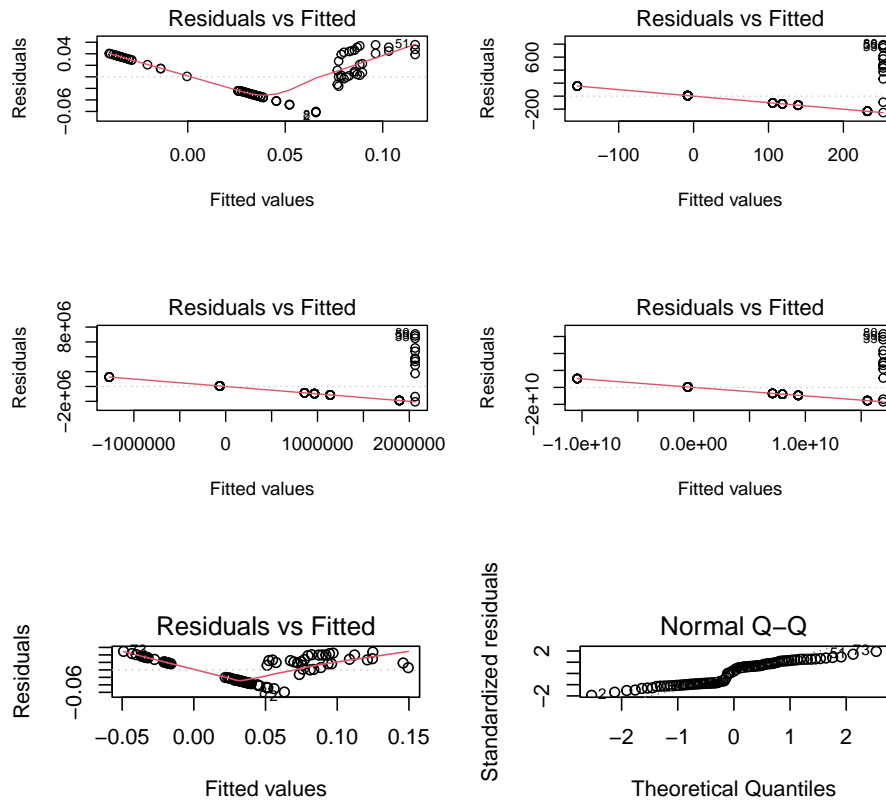 Residuals vs Fitted
Residuals
0.04
-0.06
51
2
0.00 0.05 0.10
Fitted values
Residuals vs Fitted
Residuals
600
-200
-100 0 100 200
Fitted values
Residuals vs Fitted
Residuals
8e+06
-2e+06
-1000000 0 1000000 2000000
Fitted values
Residuals vs Fitted
Residuals
-2e+10
-1.0e+10 0.0e+00 1.0e+10
Fitted values
Residuals vs Fitted
Residuals
-0.06
73
2
-0.05 0.00 0.05 0.10 0.15
Fitted values
Normal Q-Q
Standardized residuals
2
-2
2
51
73
-2 -1 0 1 2
Theoretical Quantiles